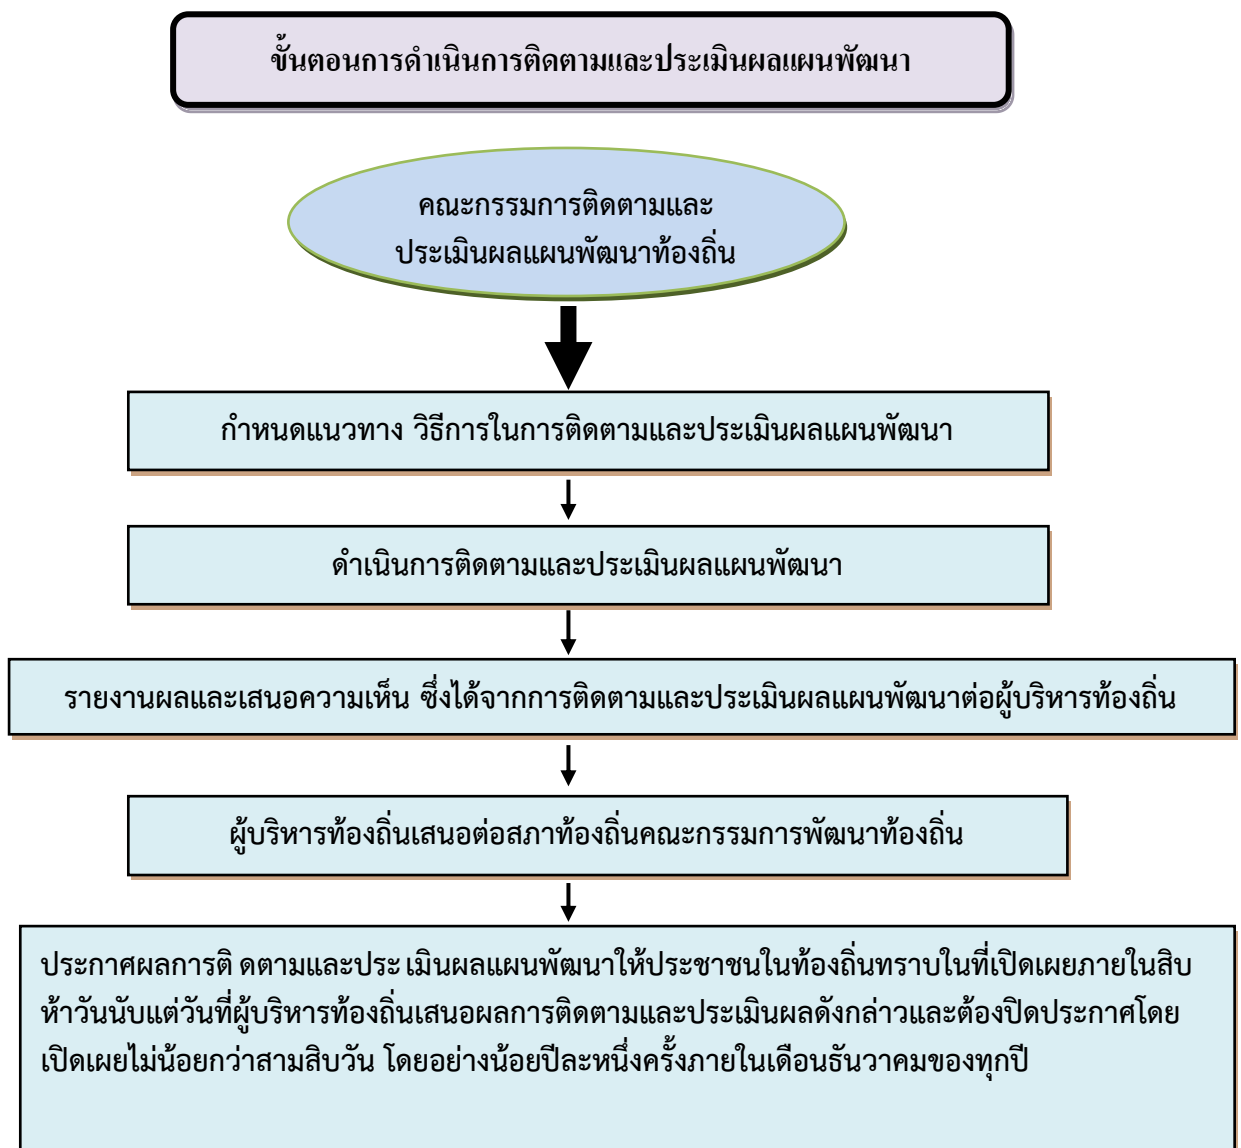 ขั้นตอนการดำเนินการติดตามและประเมินผลแผนพัฒนา
คณะกรรมการติดตามและ
ประเมินผลแผนพัฒนาท้องถิ่น
กำหนดแนวทาง วิธีการในการติดตามและประเมินผลแผนพัฒนา
ดำเนินการติดตามและประเมินผลแผนพัฒนา
รายงานผลและเสนอความเห็น ซึ่งได้จากการติดตามและประเมินผลแผนพัฒนาต่อผู้บริหารท้องถิ่น
ผู้บริหารท้องถิ่นเสนอต่อสภาท้องถิ่นคณะกรรมการพัฒนาท้องถิ่น
ประกาศผลการติ ดตามและประ เมินผลแผนพัฒนาให้ประชาชนในท้องถิ่นทราบในที่เปิดเผยภายในสิบ
ห้าวันนับแต่วันที่ผู้บริหารท้องถิ่นเสนอผลการติดตามและประเมินผลดังกล่าวและต้องปิดประกาศโดย
เปิดเผยไม่น้อยกว่าสามสิบวัน โดยอย่างน้อยปีละหนึ่งครั้งภายในเดือนธันวาคมของทุกปี